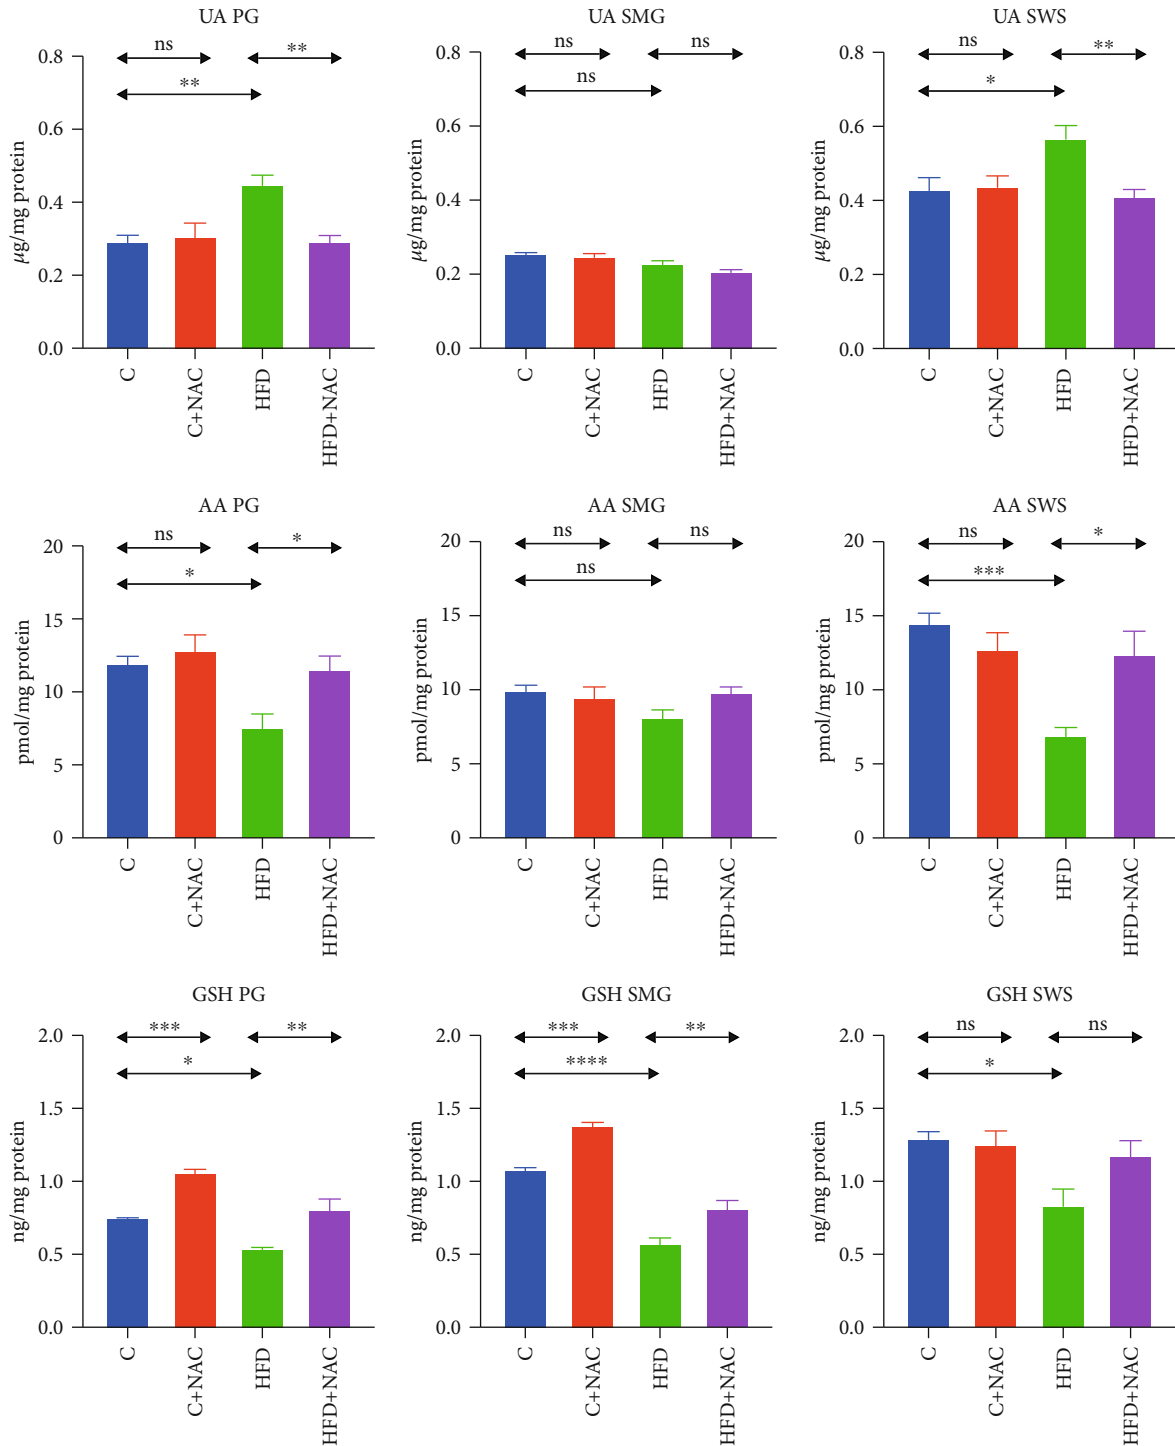 UA PG
ns
**
**
0.8
0.6
0.4
0.2
0.0
µg/mg protein
C
C+NAC
HFD
HFD+NAC
UA SMG
ns
ns
ns
0.8
0.6
0.4
0.2
0.0
µg/mg protein
C
C+NAC
HFD
HFD+NAC
UA SWS
ns
**
*
0.8
0.6
0.4
0.2
0.0
µg/mg protein
C
C+NAC
HFD
HFD+NAC
AA PG
ns
*
*
20
15
10
5
0
pmol/mg protein
C
C+NAC
HFD
HFD+NAC
AA SMG
ns
ns
ns
20
15
10
5
0
pmol/mg protein
C
C+NAC
HFD
HFD+NAC
AA SWS
ns
*
***
20
15
10
5
0
pmol/mg protein
C
C+NAC
HFD
HFD+NAC
GSH PG
***
**
*
2.0
1.5
1.0
0.5
0.0
ng/mg protein
C
C+NAC
HFD
HFD+NAC
GSH SMG
***
**
****
2.0
1.5
1.0
0.5
0.0
ng/mg protein
C
C+NAC
HFD
HFD+NAC
GSH SWS
ns
ns
*
2.0
1.5
1.0
0.5
0.0
ng/mg protein
C
C+NAC
HFD
HFD+NAC